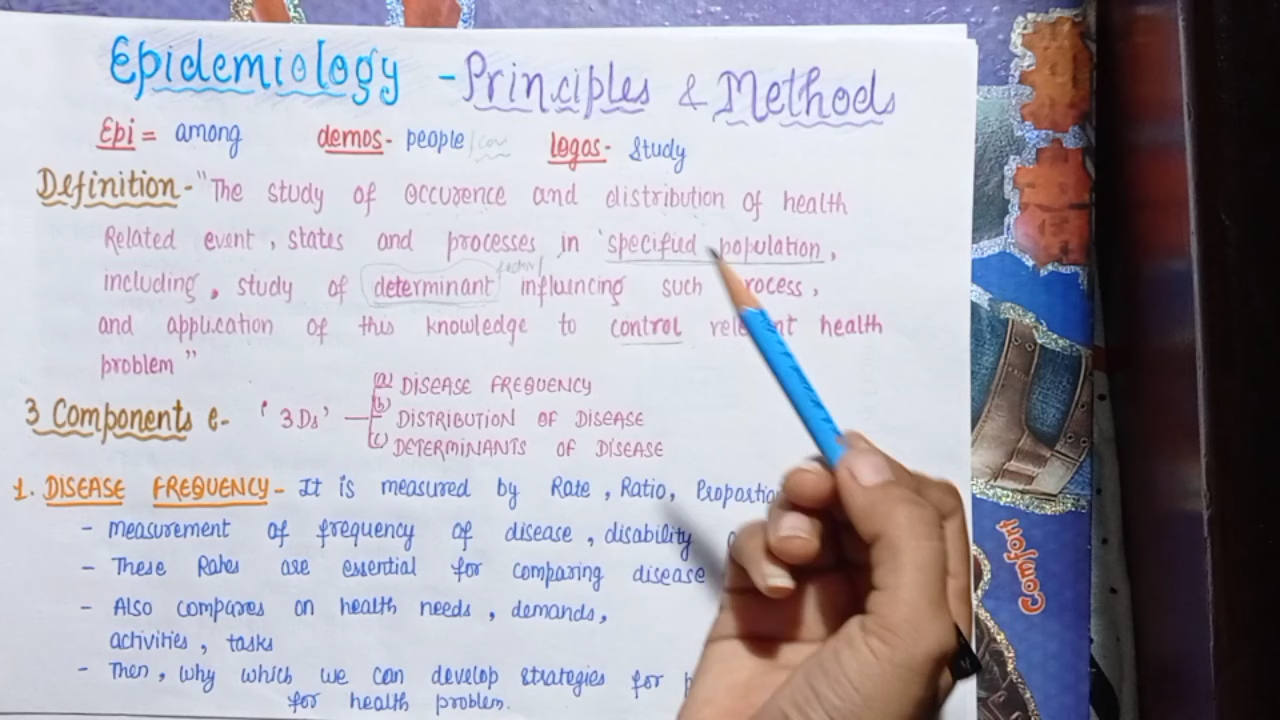 Epidemiology - Principles & Methods
Epi = among demos - people logos - Study
Definition - "The study of occurence and distribution of health
Related event, states and processes in 'specified population,
including, study of determinant influencing such process,
and application of this knowledge to control health
problem"
3 Components e- '3Ds' (a) DISEASE FREQUENCY
(b) DISTRIBUTION OF DISEASE
(c) DETERMINANTS OF DISEASE
1. DISEASE FREQUENCY - It is measured by Rate, Ratio,
- measurement of frequency of disease, disability
- These Rates are essential for comparing disease
- Also compares on health needs, demands,
activities, tasks
- Then, why which we can develop strategies for
for health problem.
Comfort